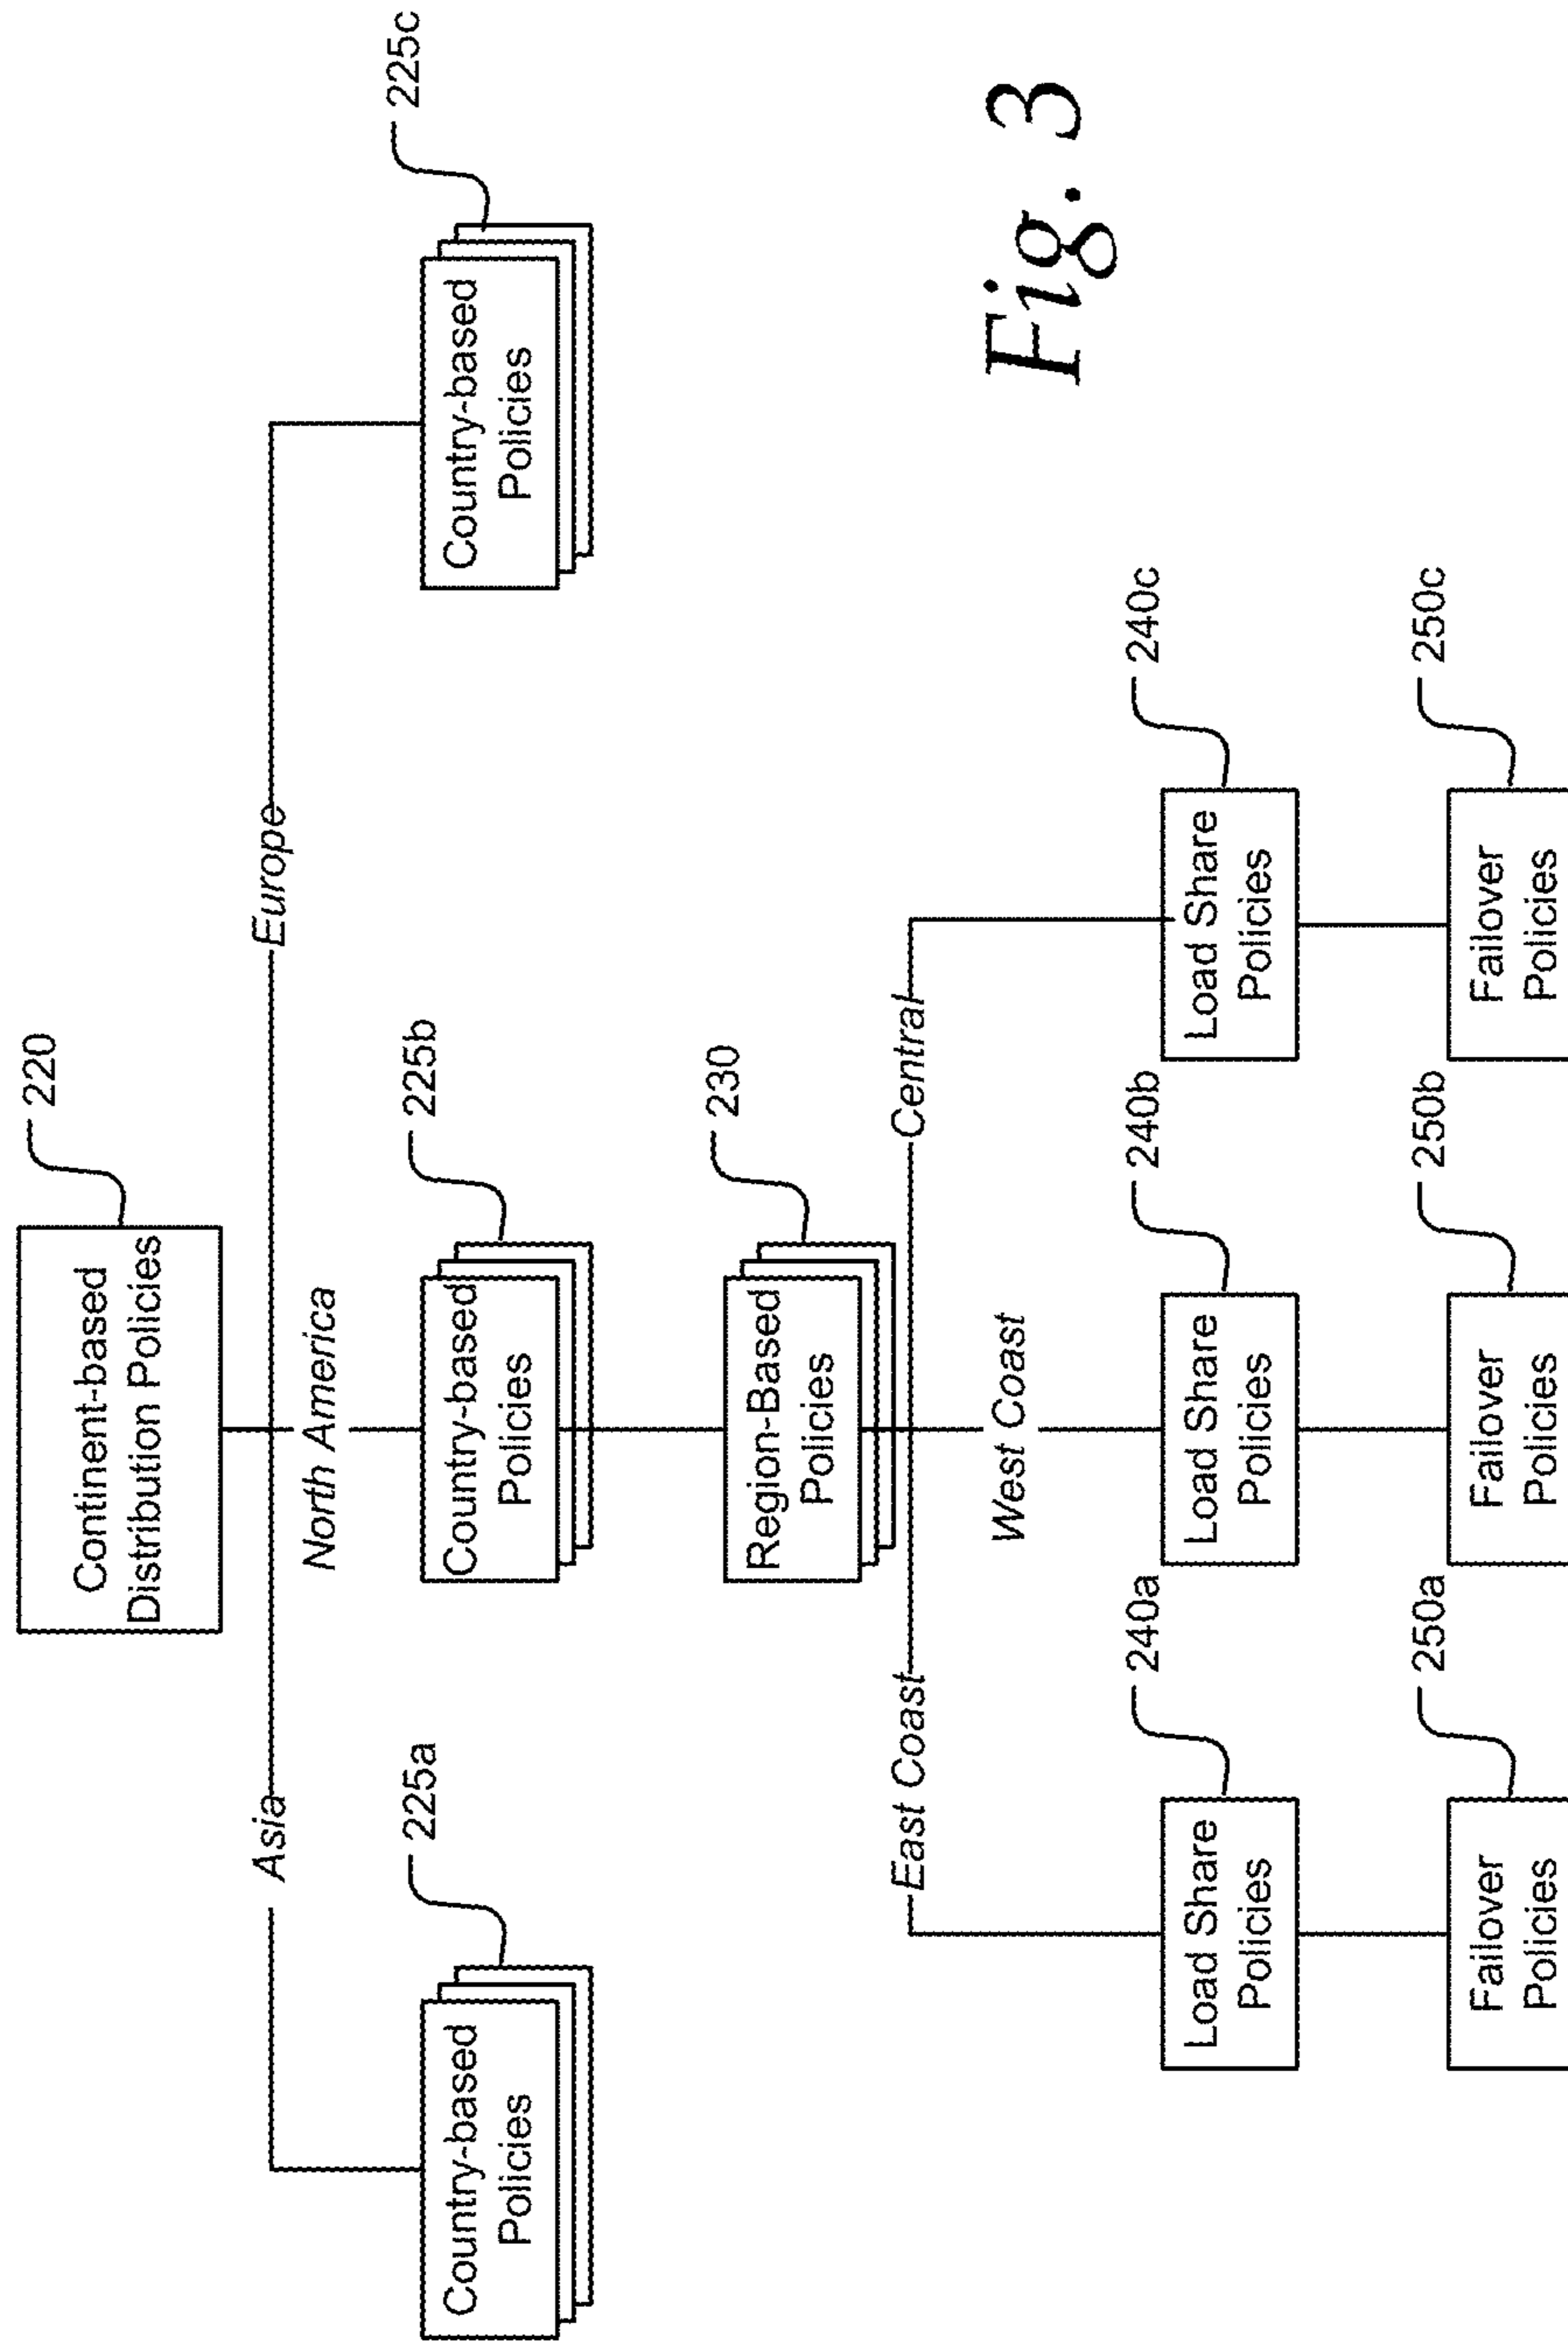 220
Continent-based
Distribution Policies
Asia
North America
Europe
225a
Country-based
Policies
225b
Country-based
Policies
225c
Country-based
Policies
230
Region-Based
Policies
East Coast
West Coast
Central
240a
Load Share
Policies
240b
Load Share
Policies
240c
Load Share
Policies
250a
Failover
Policies
250b
Failover
Policies
250c
Failover
Policies
Fig. 3